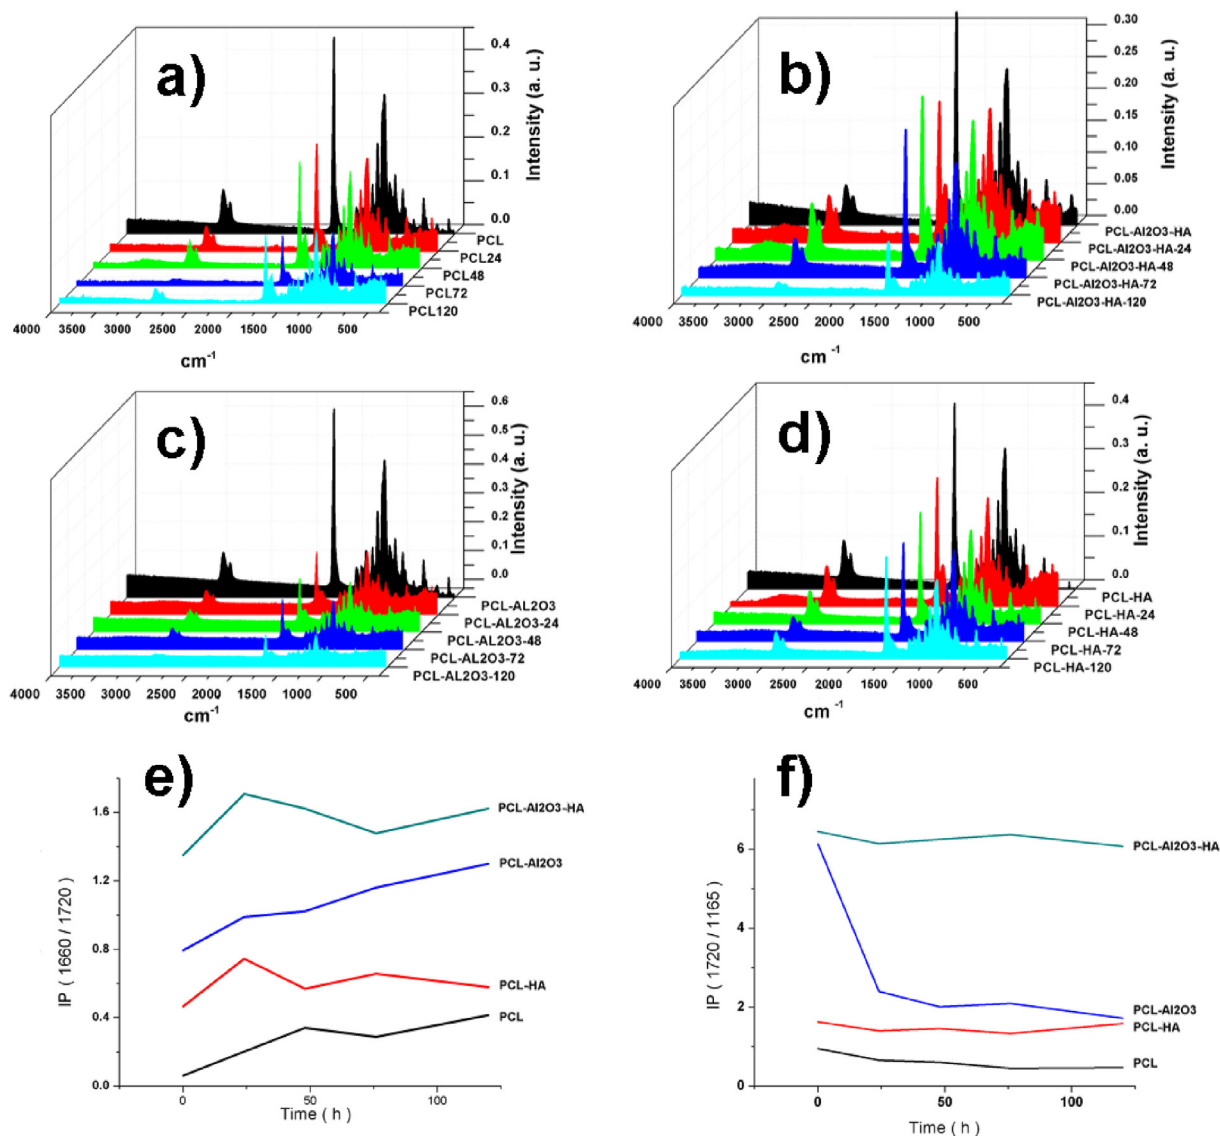 a)
0.4
0.3
0.2
0.1
0.0
Intensity (a. u.)
PCL
PCL24
PCL48
PCL72
PCL120
4000 3500 3000 2500 2000 1500 1000 500
cm-1
b)
0.30
0.25
0.20
0.15
0.10
0.05
0.00
Intensity (a. u.)
PCL-Al2O3-HA
PCL-Al2O3-HA-24
PCL-Al2O3-HA-48
PCL-Al2O3-HA-72
PCL-Al2O3-HA-120
4000 3500 3000 2500 2000 1500 1000 500
cm -1
c)
0.6
0.5
0.4
0.3
0.2
0.1
0.0
Intensity (a. u.)
PCL-AL2O3
PCL-AL2O3-24
PCL-AL2O3-48
PCL-AL2O3-72
PCL-AL2O3-120
4000 3500 3000 2500 2000 1500 1000 500
cm -1
d)
0.4
0.3
0.2
0.1
0.0
Intensity (a. u.)
PCL-HA
PCL-HA-24
PCL-HA-48
PCL-HA-72
PCL-HA-120
4000 3500 3000 2500 2000 1500 1000 500
cm -1
e)
IP ( 1660 / 1720)
1.6
1.2
0.8
0.4
0.0
PCL-Al2O3-HA
PCL-Al2O3
PCL-HA
PCL
0 50 100
Time ( h )
f)
IP ( 1720 / 1165)
6
4
2
0
PCL-Al2O3-HA
PCL-Al2O3
PCL-HA
PCL
0 50 100
Time ( h )